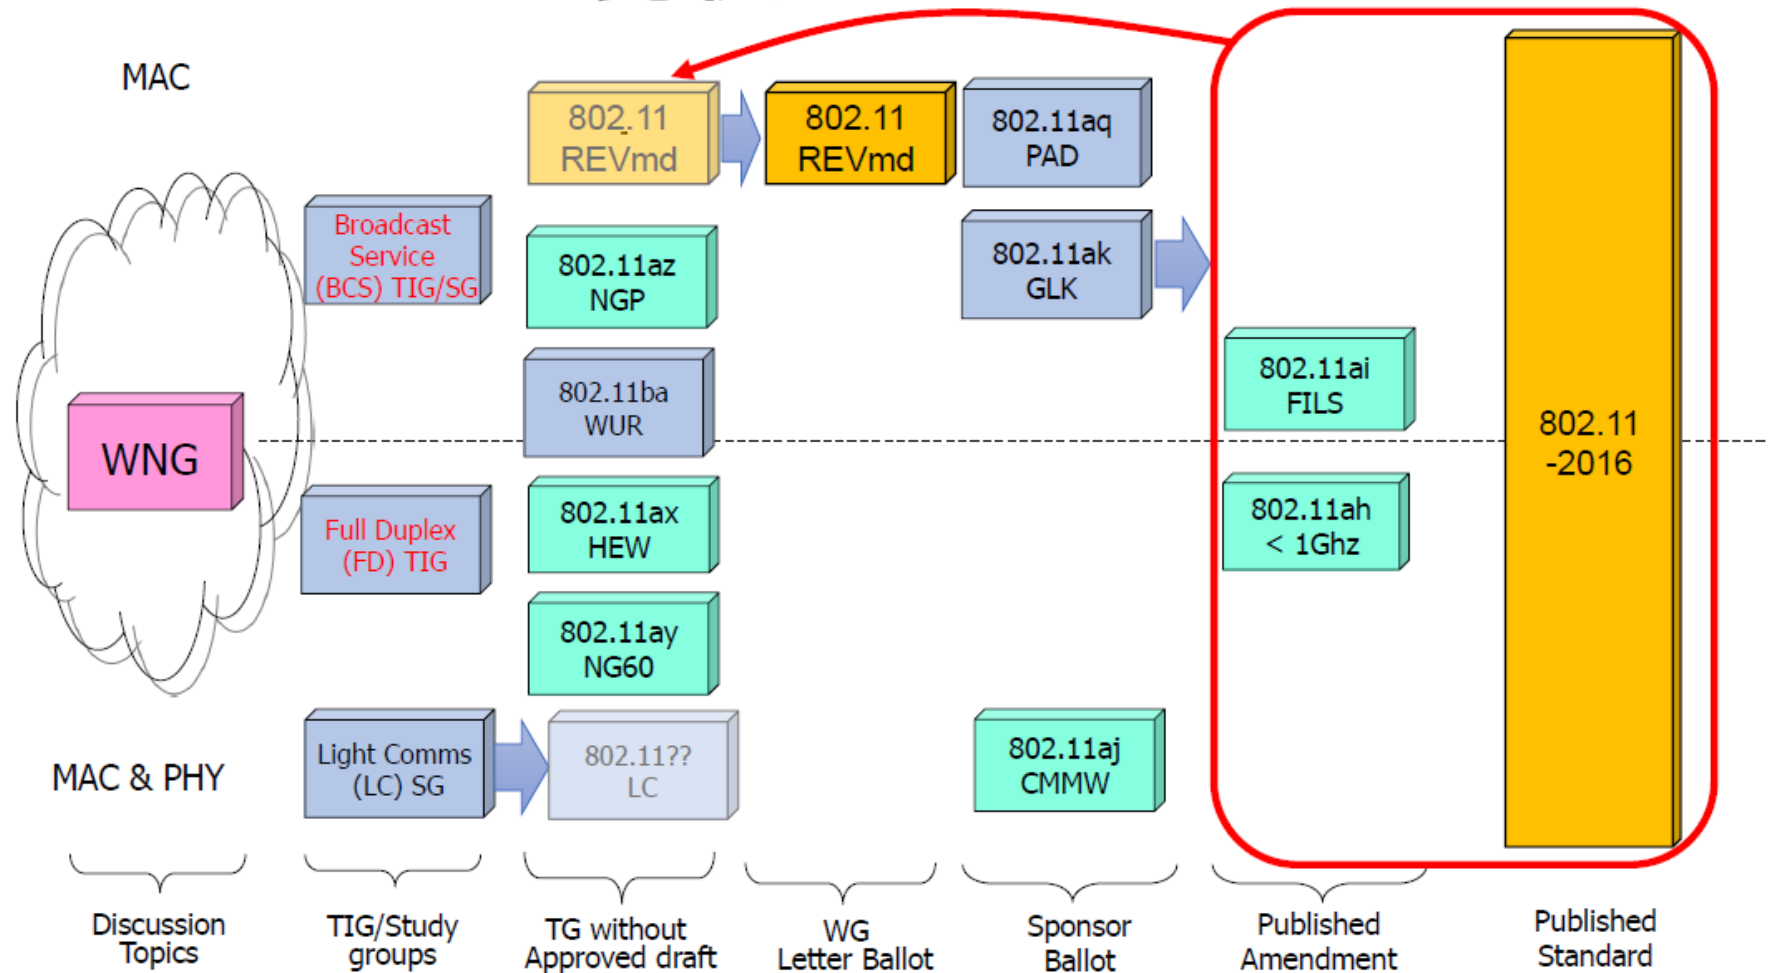 MAC
802.11
REVmd
802.11
REVmd
802.11aq
PAD
Broadcast
Service
(BCS) TIG/SG
802.11az
NGP
802.11ak
GLK
802.11ba
WUR
802.11ai
FILS
WNG
802.11
-2016
Full Duplex
(FD) TIG
802.11ax
HEW
802.11ah
< 1Ghz
802.11ay
NG60
MAC & PHY
Light Comms
(LC) SG
802.11??
LC
802.11aj
CMMW
Discussion
Topics
TIG/Study
groups
TG without
Approved draft
WG
Letter Ballot
Sponsor
Ballot
Published
Amendment
Published
Standard